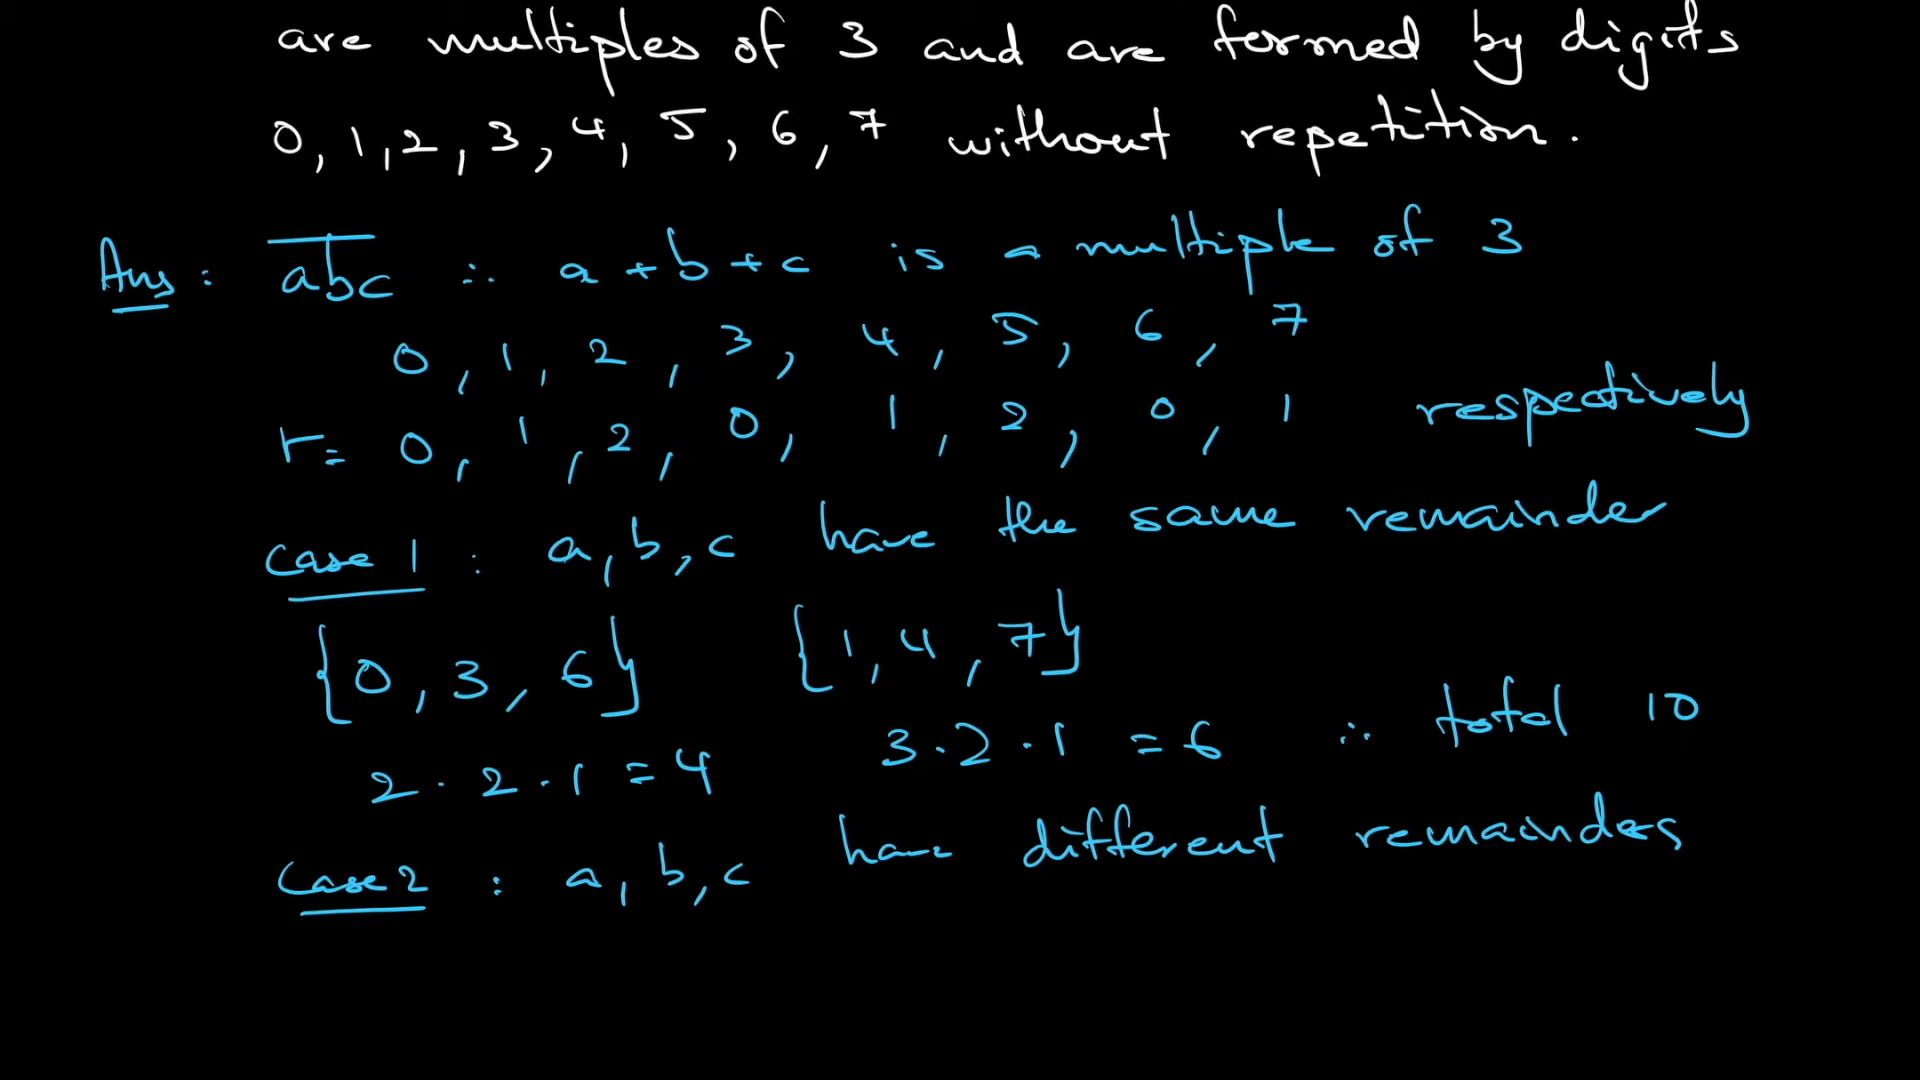 are multiples of 3 and are formed by digits
0, 1, 2, 3, 4, 5, 6, 7 without repetition.
Ans: \overline{abc} ∴ a + b + c is a multiple of 3
0, 1, 2, 3, 4, 5, 6, 7
r= 0, 1, 2, 0, 1, 2, 0, 1 respectively
Case 1 : a, b, c have the same remainder
{0, 3, 6} {1, 4, 7}
2 · 2 · 1 = 4 3 · 2 · 1 = 6 ∴ total 10
Case 2 : a, b, c have different remainders